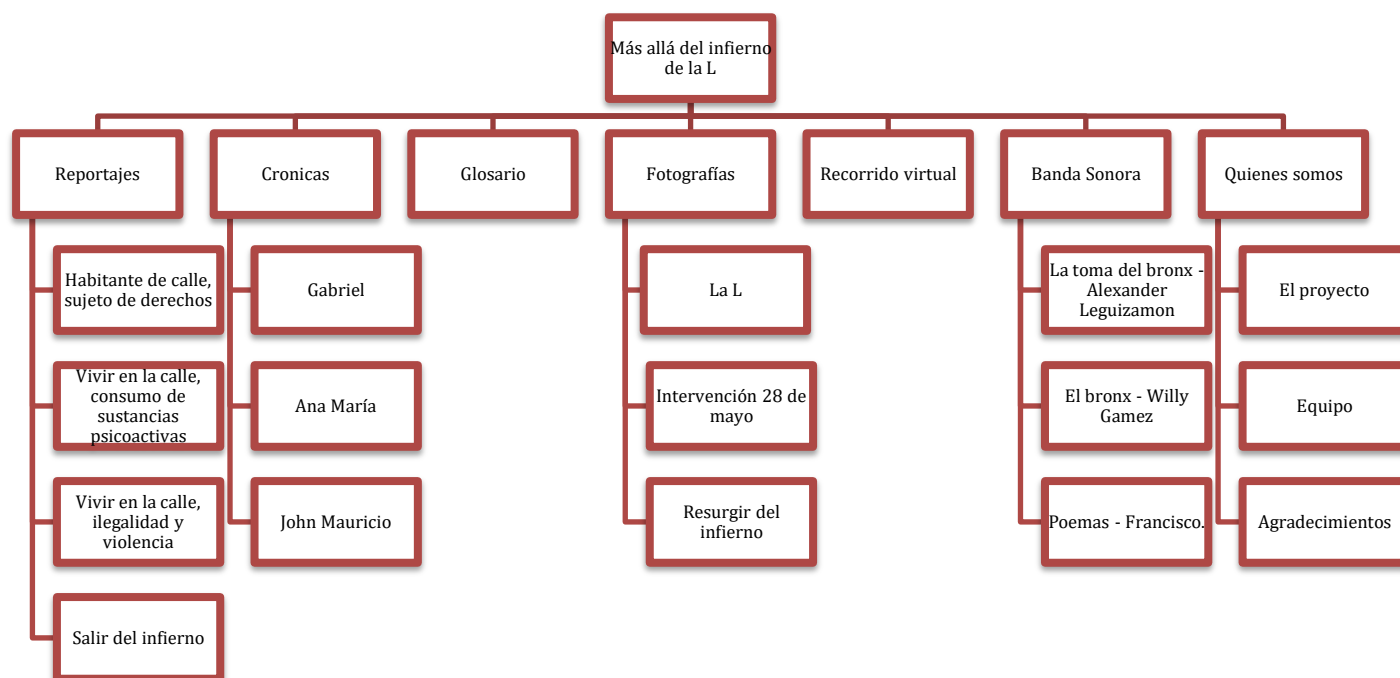 Más allá del infierno
de la L
Reportajes
Cronicas
Glosario
Fotografías
Recorrido virtual
Banda Sonora
Quienes somos
Habitante de calle,
sujeto de derechos
Vivir en la calle,
consumo de
sustancias
psicoactivas
Vivir en la calle,
ilegalidad y
violencia
Salir del infierno
Gabriel
Ana María
John Mauricio
La L
Intervención 28 de
mayo
Resurgir del
infierno
La toma del bronx -
Alexander
Leguizamon
El bronx - Willy
Gamez
Poemas - Francisco.
El proyecto
Equipo
Agradecimientos